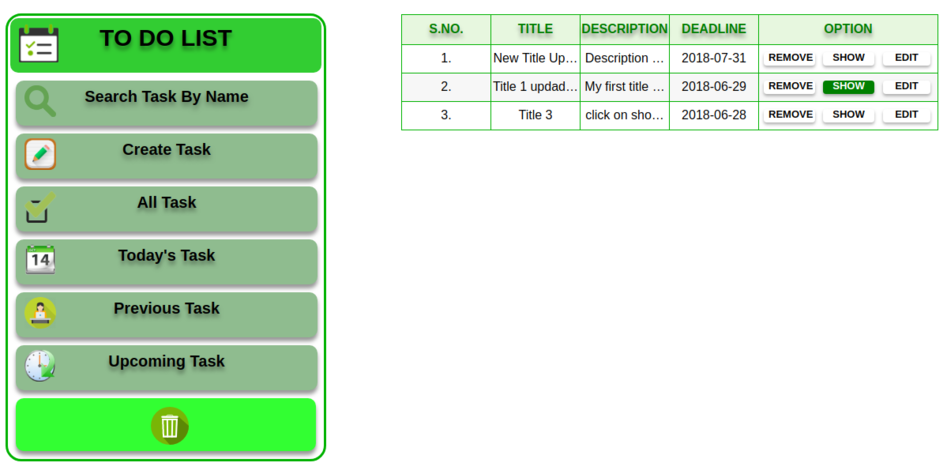 TO DO LIST
Search Task By Name
Create Task
All Task
14
Today's Task
Previous Task
Upcoming Task
S.NO. TITLE DESCRIPTION DEADLINE OPTION
1. New Title Up... Description ... 2018-07-31 REMOVE SHOW EDIT
2. Title 1 updad... My first title ... 2018-06-29 REMOVE SHOW EDIT
3. Title 3 click on sho... 2018-06-28 REMOVE SHOW EDIT